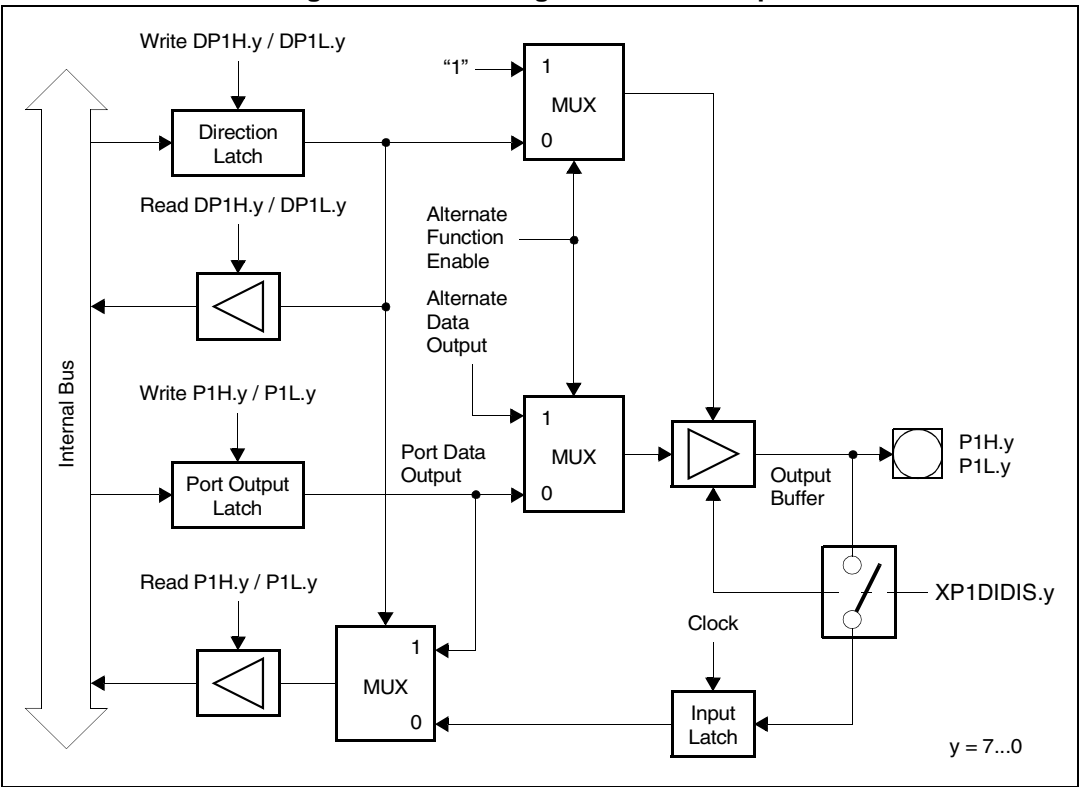 Write DP1H.y / DP1L.y
“1”
1
MUX
0
Direction
Latch
Read DP1H.y / DP1L.y
Alternate
Function
Enable
Alternate
Data
Output
Internal Bus
Write P1H.y / P1L.y
1
MUX
0
Port Data
Output
Port Output
Latch
Output
Buffer
P1H.y
P1L.y
Read P1H.y / P1L.y
XP1DIDIS.y
Clock
1
MUX
0
Input
Latch
y = 7...0